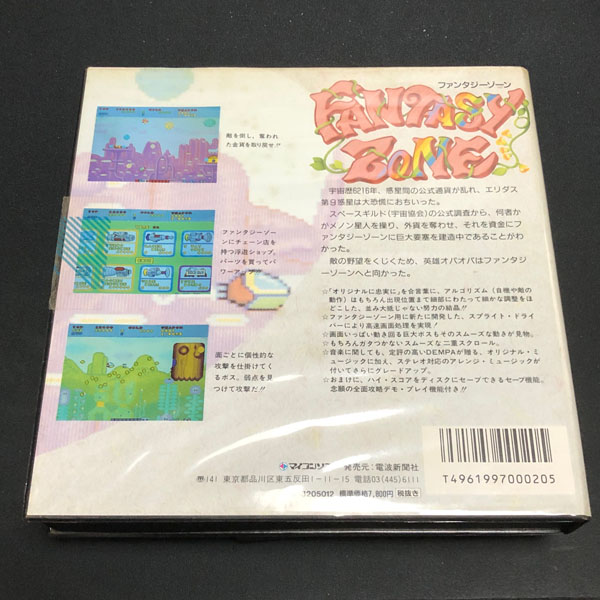 ファンタジーゾーン
FANTASY
ZONE
敵を倒し、奪われ
た金貨を取り戻せ!!
ファンタジーゾー
ンにチェーン店を
持つ浮遊ショップ。
パーツを買ってパ
ワーア
面ごとに個性的な
攻撃を仕掛けてく
るボス。弱点を見
つけて攻撃だ!!
宇宙歴6216年、惑星間の公式通貨が乱れ、エリダス
第9惑星は大恐慌におちいった。
スペースギルド(宇宙協会)の公式調査から、何者か
がメノン星人を操り、外貨を奪わせ、それを資金にフ
ァンタジーゾーンに巨大要塞を建造中であることがわ
かった。
敵の野望をくじくため、英雄オパオパはファンタジ
ーゾーンへと向かった。
☆「オリジナルに忠実に」を合言葉に、アルゴリズム(自機や敵の
動作)はもちろん出現位置まで細部にわたって細かな調整をほ
どこした。並み大抵じゃない努力の結晶!!
☆ファンタジーゾーン用に新たに開発した、スプライト・ドライ
バーにより高速画面処理を実現!
☆画面いっぱい動き回る巨大ボスもそのスムーズな動きが見物。
☆もちろんガタつかないスムーズな二重スクロール。
☆音楽に関しても、定評の高いDEMPAが贈る、オリジナル・ミ
ュージックに加え、ステレオ対応のアレンジ・ミュージックが
付いてさらにグレードアップ。
☆おまけに、ハイ・スコアをディスクにセーブできるセーブ機能。
念願の全面攻略デモ・プレイ機能付き!!
マイコンソフト 発売元:電波新聞社
〒141 東京都品川区東五反田1-11-15 電話03(445)6111
1205012 標準価格7,800円 税抜き
T4961997000205